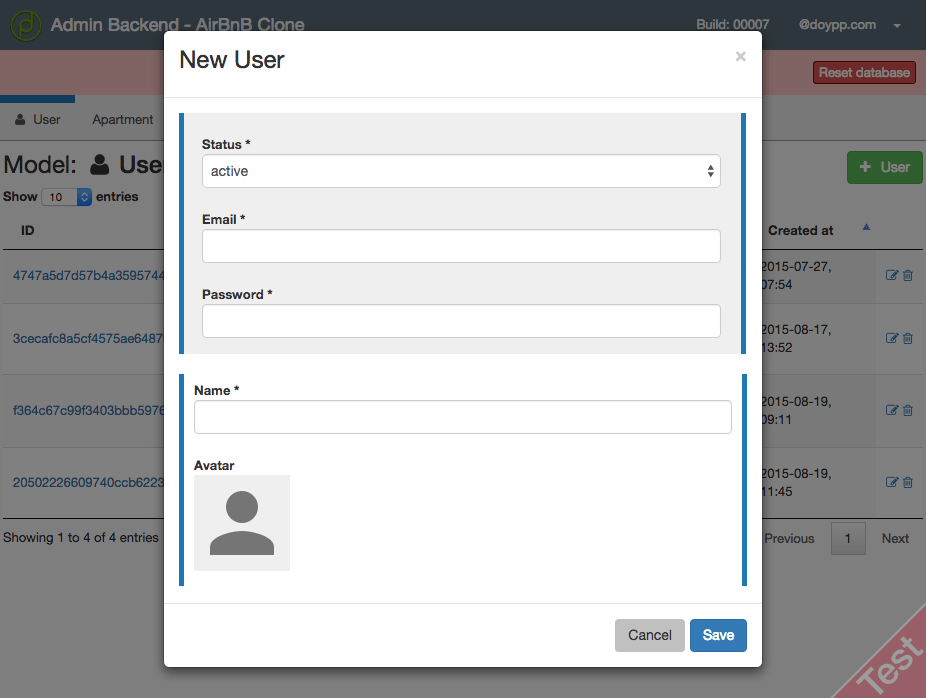 Admin Backend - AirBnB Clone
Build: 00007
@doypp.com
Reset database
User
Apartment
Model:
Use
+ User
Show 10 entries
ID
Created at
4747a5d7d57b4a3595744
2015-07-27,
07:54
3cecafc8a5cf4575ae6487
2015-08-17,
13:52
f364c67c99f3403bbb5976
2015-08-19,
09:11
20502226609740ccb6223
2015-08-19,
11:45
Showing 1 to 4 of 4 entries
Previous
1
Next
New User
×
Status *
active
Email *
Password *
Name *
Avatar
Cancel
Save
Test